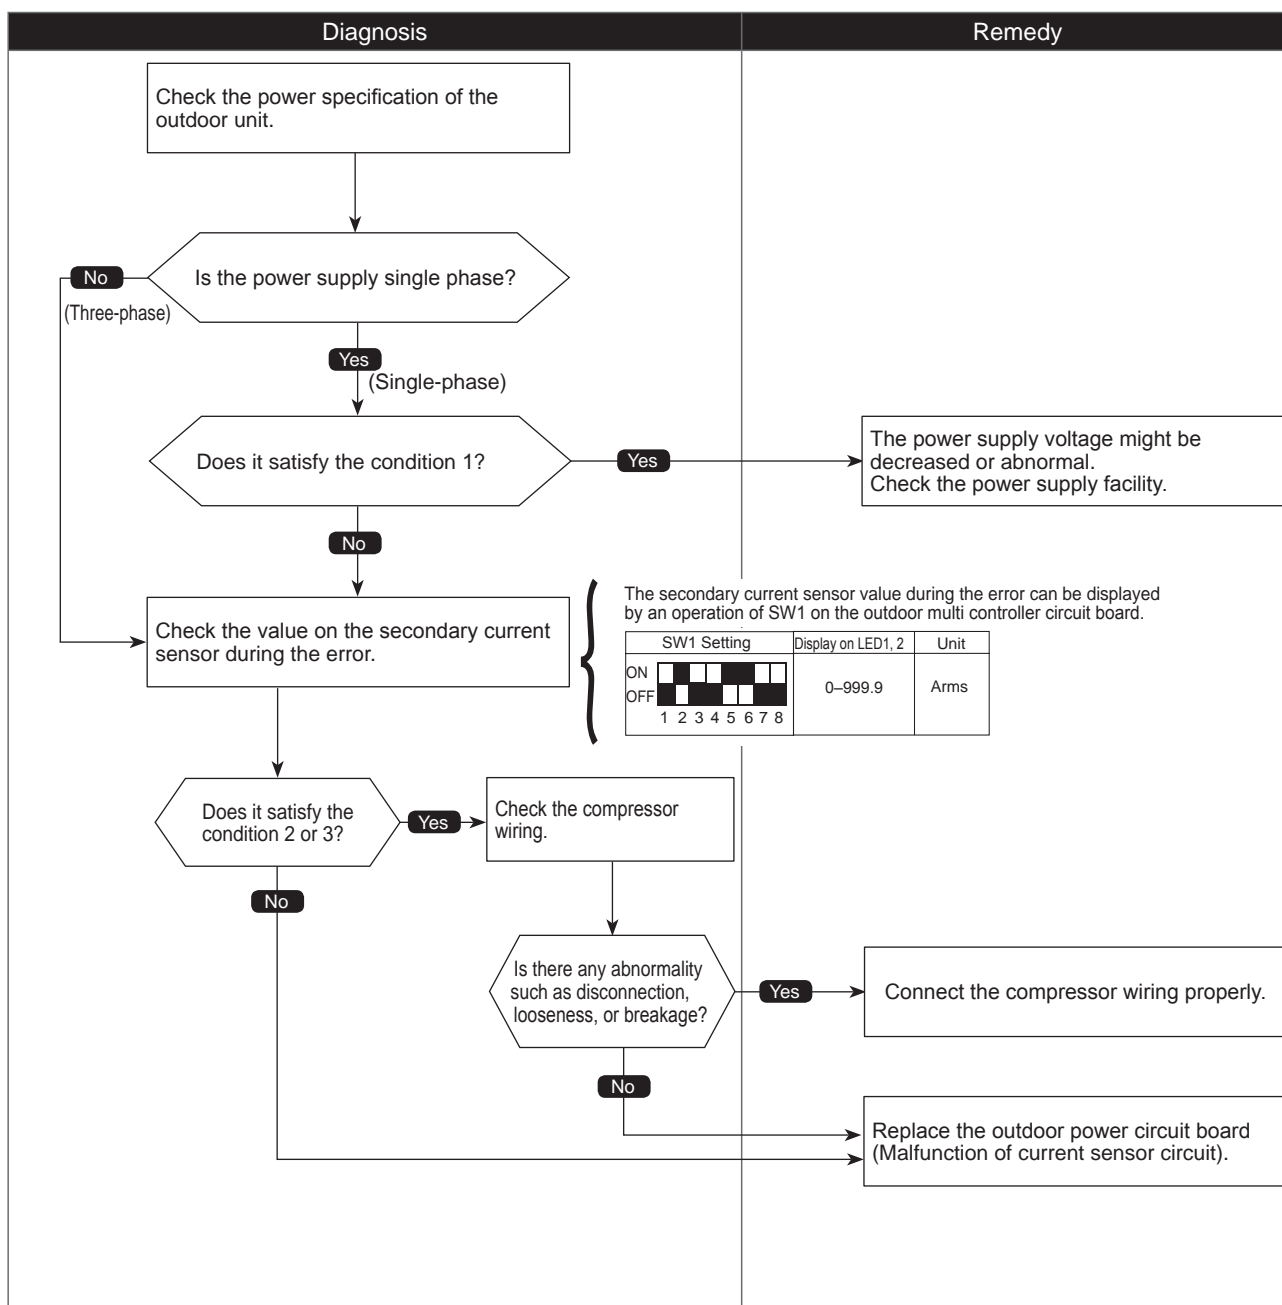 Diagnosis
Remedy
Check the power specification of the
outdoor unit.
Is the power supply single phase?
No
(Three-phase)
Yes
(Single-phase)
Does it satisfy the condition 1?
Yes
The power supply voltage might be
decreased or abnormal.
Check the power supply facility.
No
Check the value on the secondary current
sensor during the error.
The secondary current sensor value during the error can be displayed
by an operation of SW1 on the outdoor multi controller circuit board.
SW1 Setting
Display on LED1, 2
Unit
ON
OFF
1 2 3 4 5 6 7 8
0–999.9
Arms
Does it satisfy the
condition 2 or 3?
Yes
Check the compressor
wiring.
No
Is there any abnormality
such as disconnection,
looseness, or breakage?
Yes
Connect the compressor wiring properly.
No
Replace the outdoor power circuit board
(Malfunction of current sensor circuit).